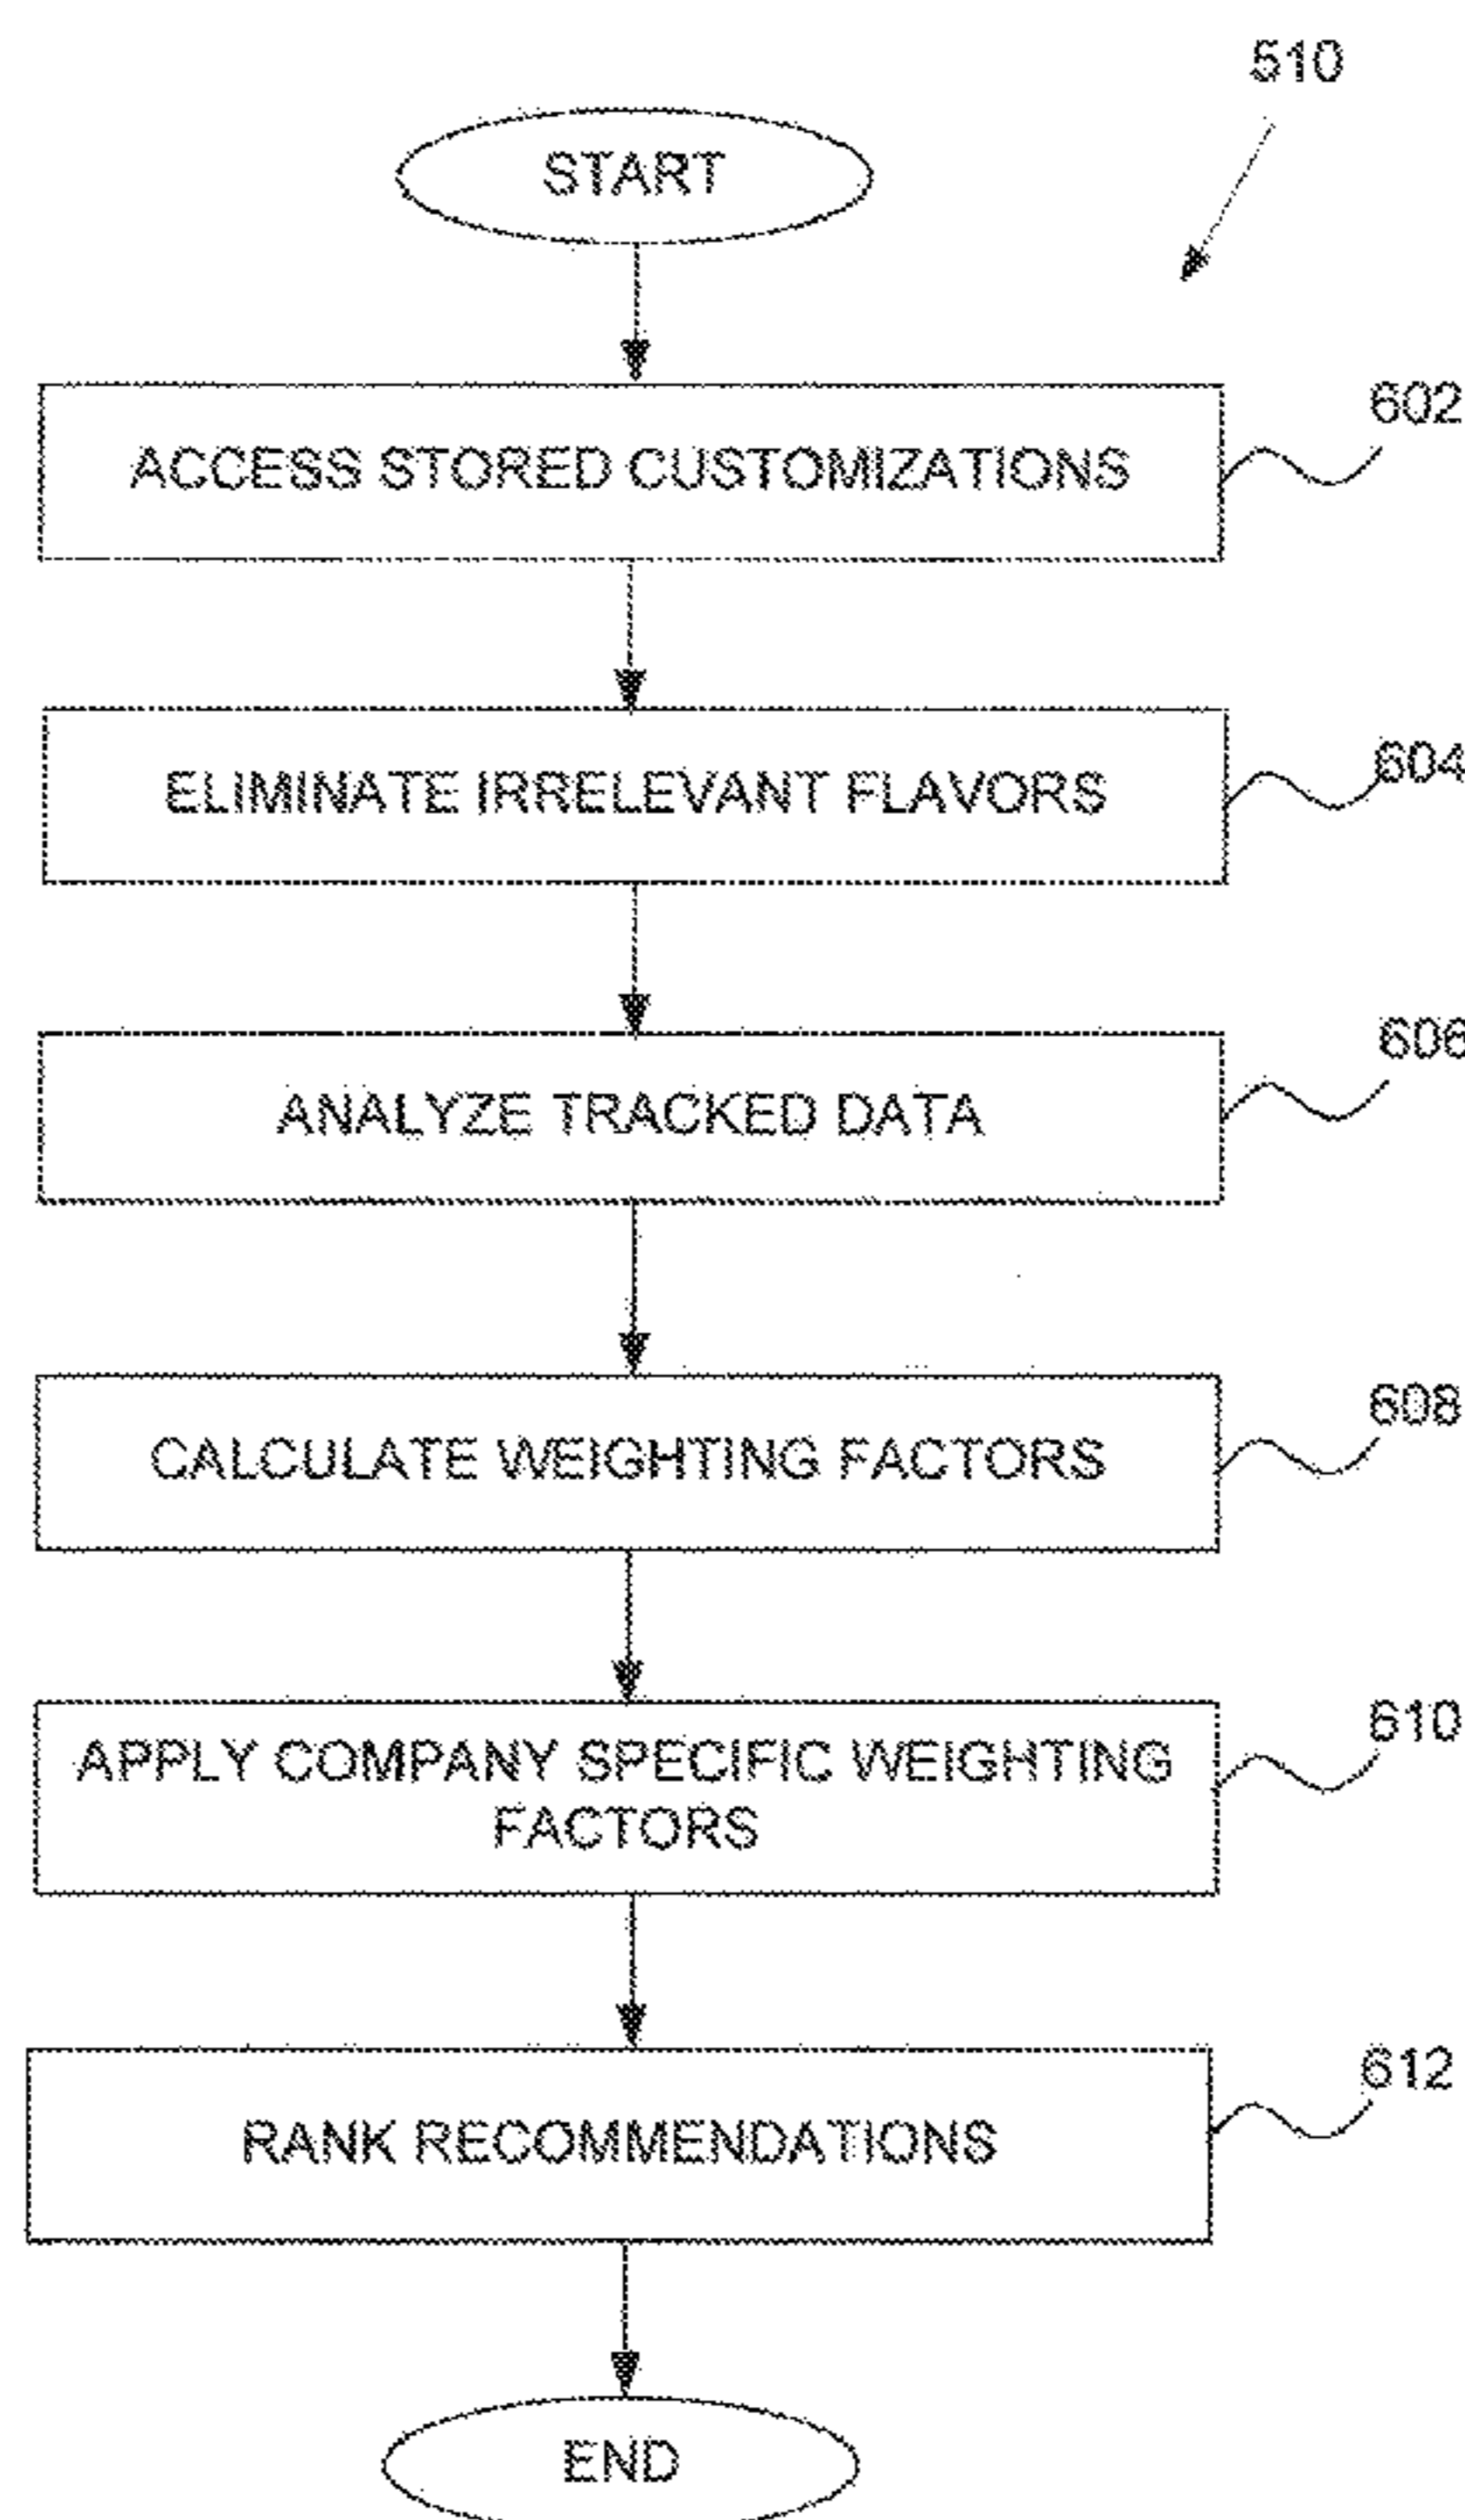 510
START
ACCESS STORED CUSTOMIZATIONS
602
ELIMINATE IRRELEVANT FLAVORS
604
ANALYZE TRACKED DATA
606
CALCULATE WEIGHTING FACTORS
608
APPLY COMPANY SPECIFIC WEIGHTING
FACTORS
610
RANK RECOMMENDATIONS
612
END